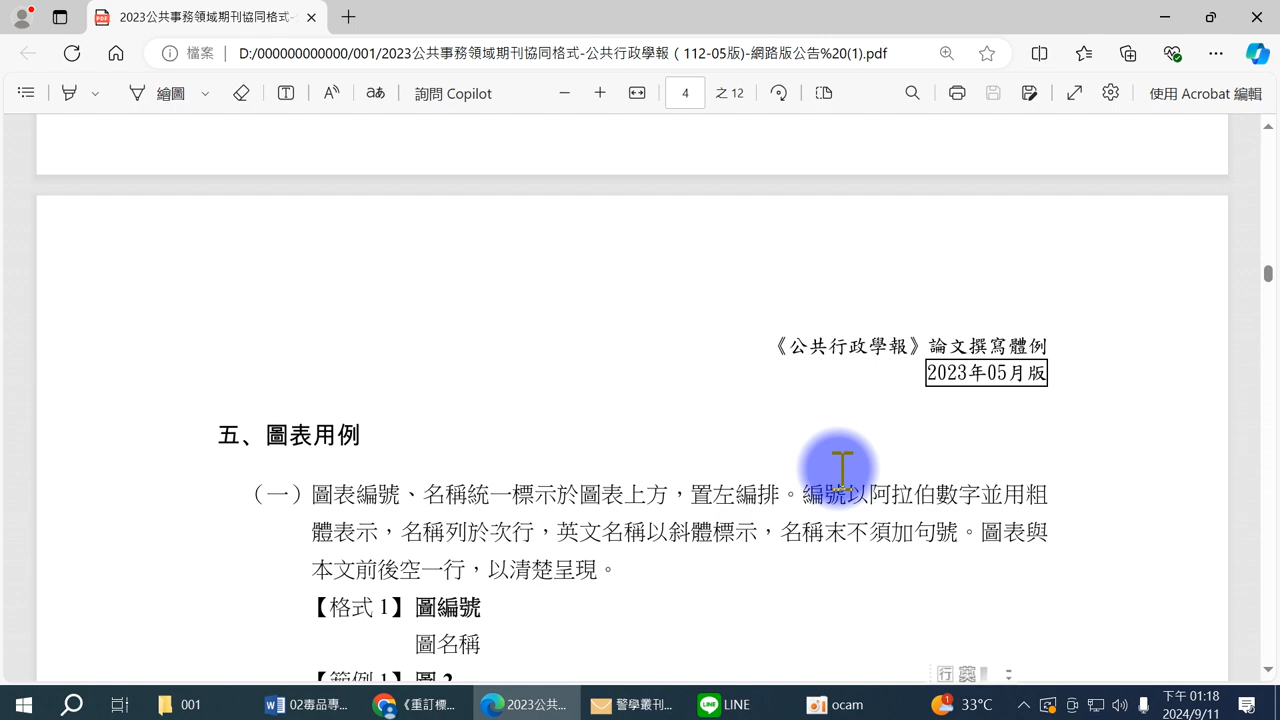 2023公共事務領域期刊協同格式-
檔案
D:/000000000000/001/2023公共事務領域期刊協同格式-公共行政學報（112-05版)-網路版公告%20(1).pdf
繪圖
aあ
詢問 Copilot
4
之 12
使用 Acrobat 編輯
《公共行政學報》論文撰寫體例
2023年05月版
五、圖表用例
（一）圖表編號、名稱統一標示於圖表上方，置左編排。編號以阿拉伯數字並用粗
體表示，名稱列於次行，英文名稱以斜體標示，名稱末不須加句號。圖表與
本文前後空一行，以清楚呈現。
【格式 1】圖編號
圖名稱
【範例 1】圖 2
行 英
001
02毒品專...
《重訂標...
2023公共...
警學叢刊...
LINE
ocam
1
33°C
下午 01:18
2024/9/11